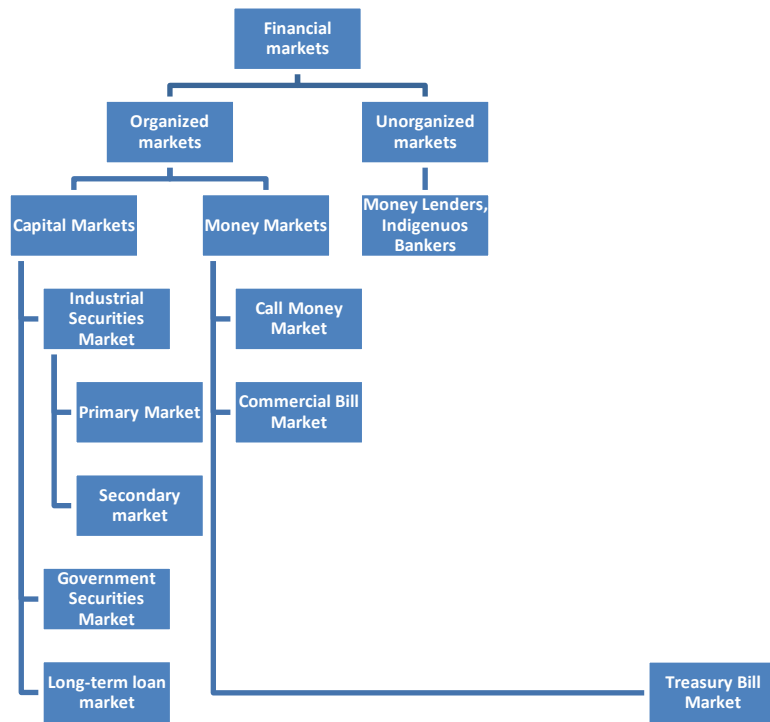 Financial
markets
Organized
markets
Unorganized
markets
Capital Markets
Money Markets
Money Lenders,
Indigenuos
Bankers
Industrial
Securities
Market
Call Money
Market
Primary Market
Commercial Bill
Market
Secondary
market
Government
Securities
Market
Long-term loan
market
Treasury Bill
Market